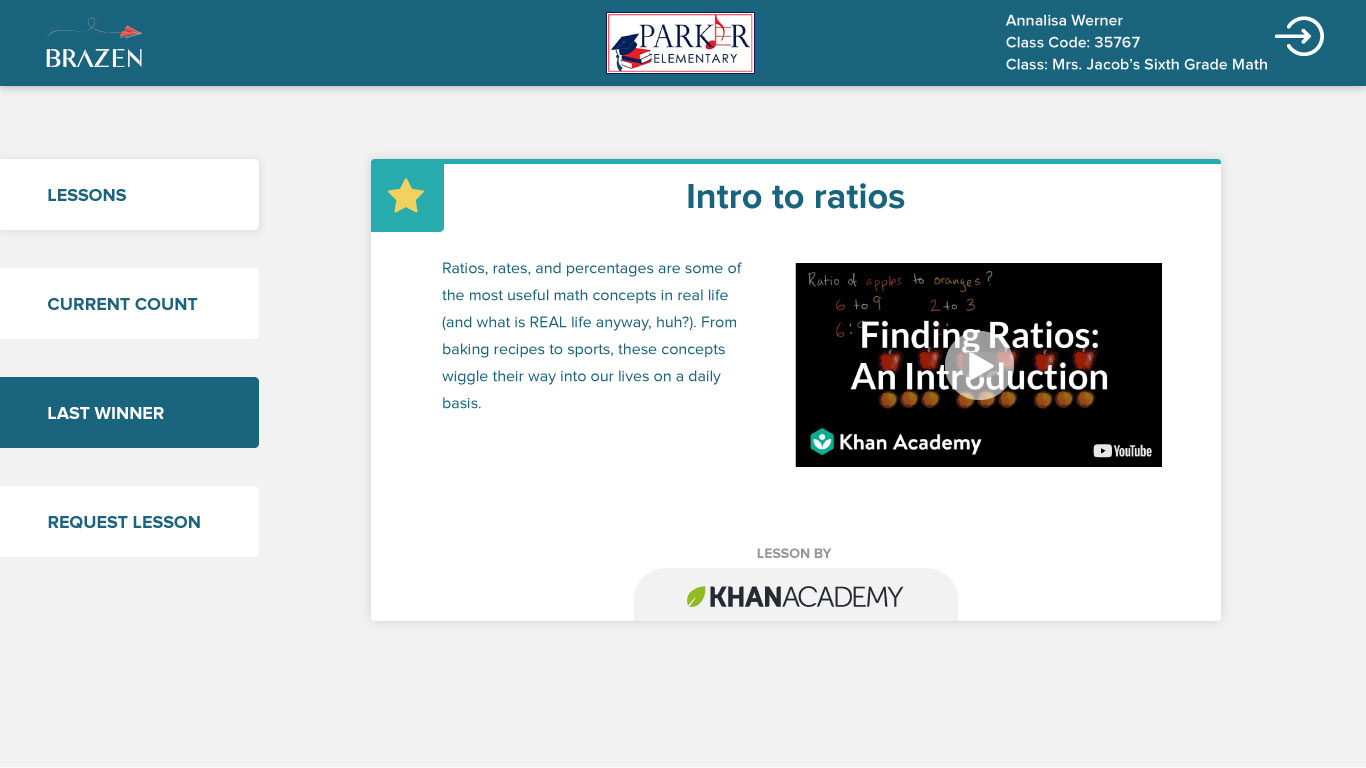 BRAZEN
PARKER
ELEMENTARY
Annalisa Werner
Class Code: 35767
Class: Mrs. Jacob's Sixth Grade Math
LESSONS
CURRENT COUNT
LAST WINNER
REQUEST LESSON
Intro to ratios
Ratios, rates, and percentages are some of
the most useful math concepts in real life
(and what is REAL life anyway, huh?). From
baking recipes to sports, these concepts
wiggle their way into our lives on a daily
basis.
Ratio of apples to oranges?
6 to 9 2 to 3
6:9
Finding Ratios:
An Introduction
Khan Academy
YouTube
LESSON BY
KHANACADEMY